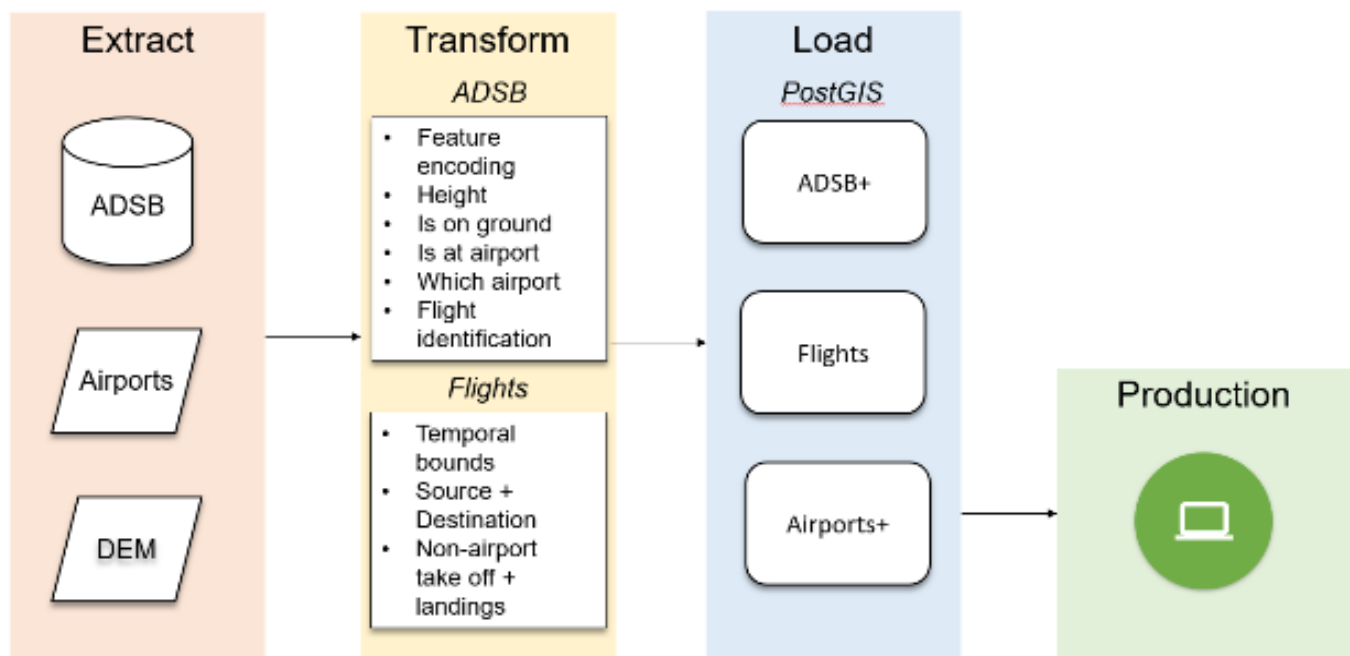 Extract
ADSB
Airports
DEM
Transform
ADSB
• Feature
encoding
• Height
• Is on ground
• Is at airport
• Which airport
• Flight
identification
Flights
• Temporal
bounds
• Source +
Destination
• Non-airport
take off +
landings
Load
PostGIS
ADSB+
Flights
Airports+
Production